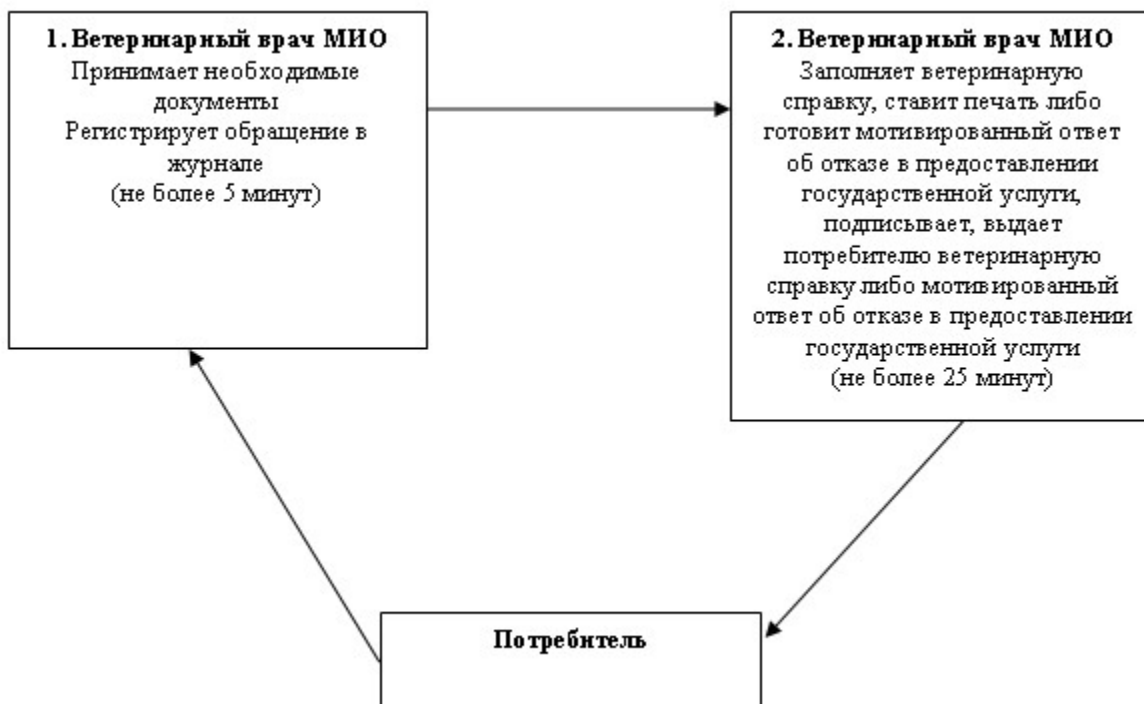 1. Ветеринарный врач МИО
Принимает необходимые
документы
Регистрирует обращение в
журнале
(не более 5 минут)
2. Ветеринарный врач МИО
Заполняет ветеринарную
справку, ставит печать либо
готовит мотивированный ответ
об отказе в предоставлении
государственной услуги,
подписывает, выдает
потребителю ветеринарную
справку либо мотивированный
ответ об отказе в предоставлении
государственной услуги
(не более 25 минут)
Потребитель